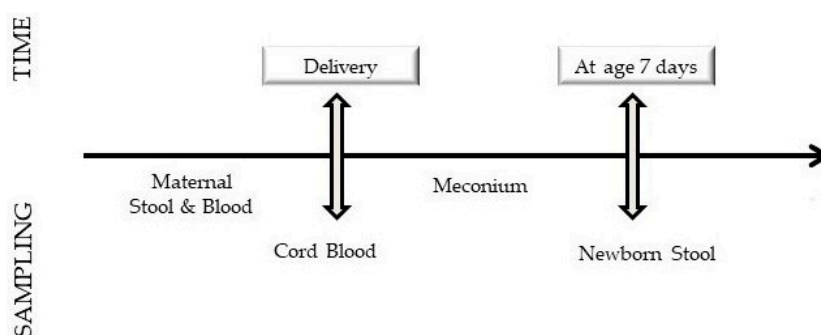 TIME
Delivery
At age 7 days
Maternal
Stool & Blood
Meconium
Cord Blood
Newborn Stool
SAMPLING